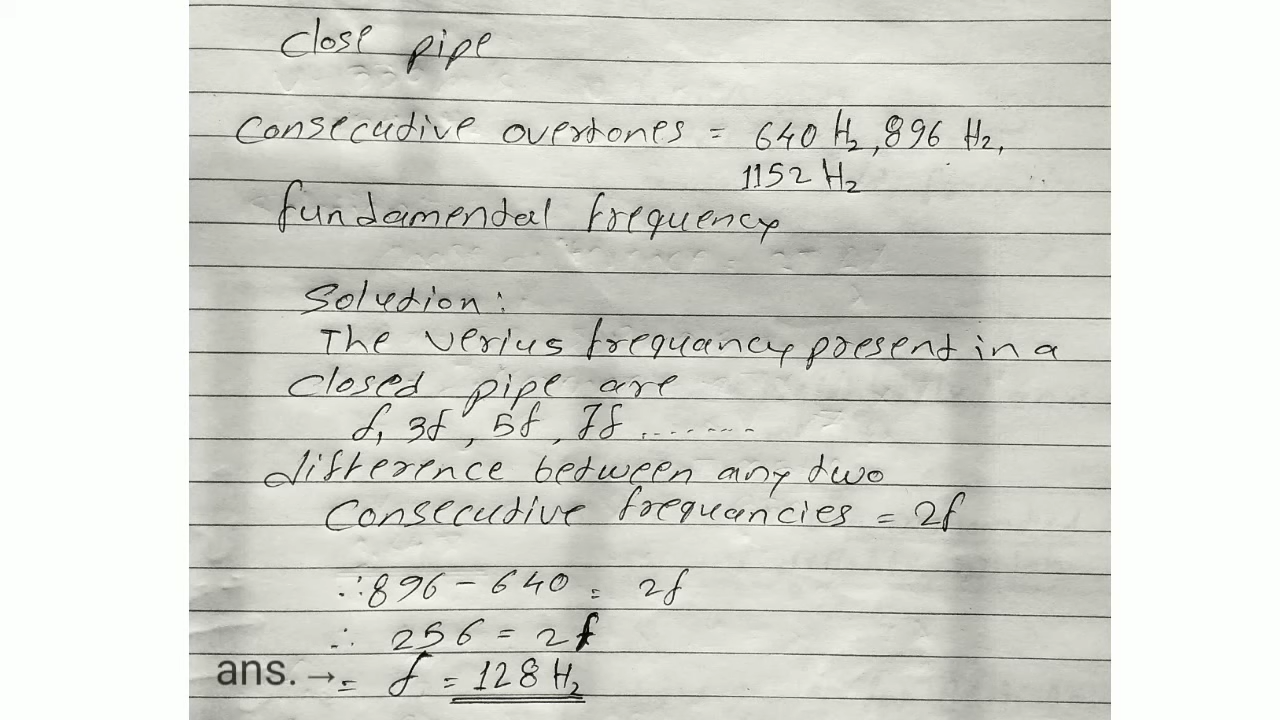 close pipe
consecutive overtones = 640 Hz, 896 Hz,
1152 Hz
fundamental frequency
Solution:
The verius frequancy present in a
closed pipe are
f, 3f, 5f, 7f ........
difference between any two
consecutive frequancies = 2f
∴ 896 - 640 = 2f
∴ 256 = 2f
ans. → = f = 128 Hz